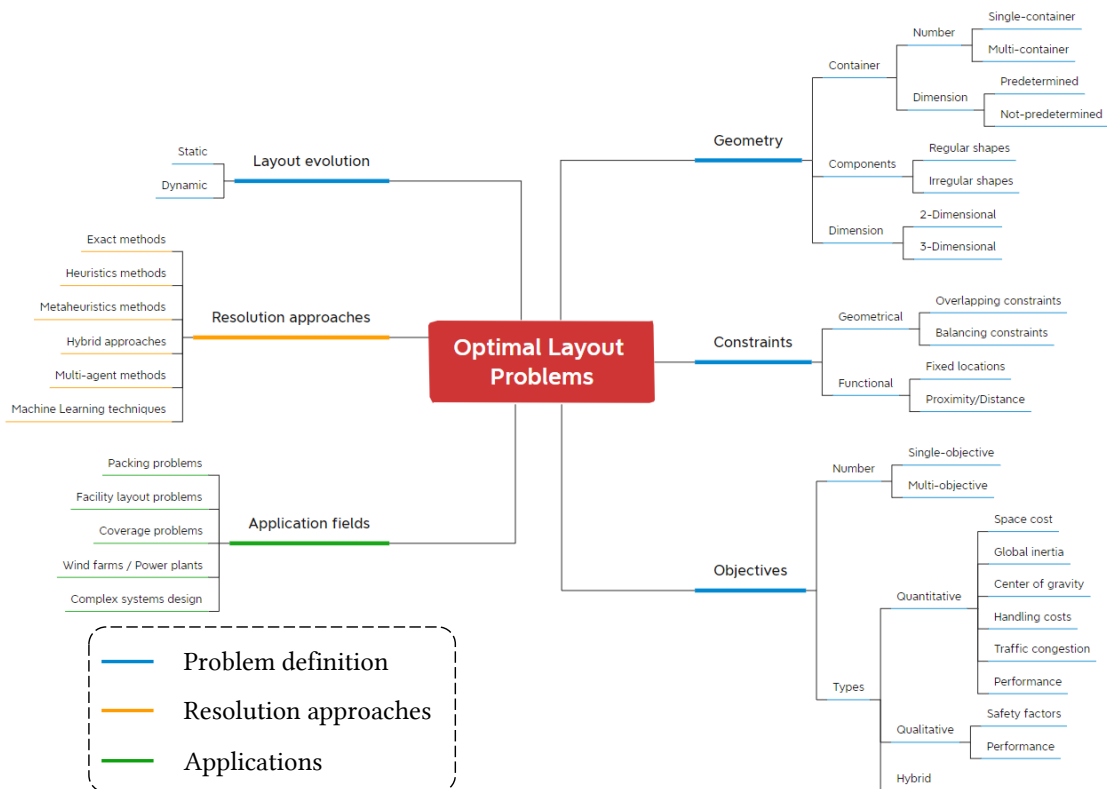 Optimal Layout
Problems
Layout evolution
Static
Dynamic
Resolution approaches
Exact methods
Heuristics methods
Metaheuristics methods
Hybrid approaches
Multi-agent methods
Machine Learning techniques
Application fields
Packing problems
Facility layout problems
Coverage problems
Wind farms / Power plants
Complex systems design
Geometry
Container
Number
Single-container
Multi-container
Dimension
Predetermined
Not-predetermined
Components
Regular shapes
Irregular shapes
Dimension
2-Dimensional
3-Dimensional
Constraints
Geometrical
Overlapping constraints
Balancing constraints
Functional
Fixed locations
Proximity/Distance
Objectives
Number
Single-objective
Multi-objective
Types
Quantitative
Space cost
Global inertia
Center of gravity
Handling costs
Traffic congestion
Performance
Qualitative
Safety factors
Performance
Hybrid
Problem definition
Resolution approaches
Applications